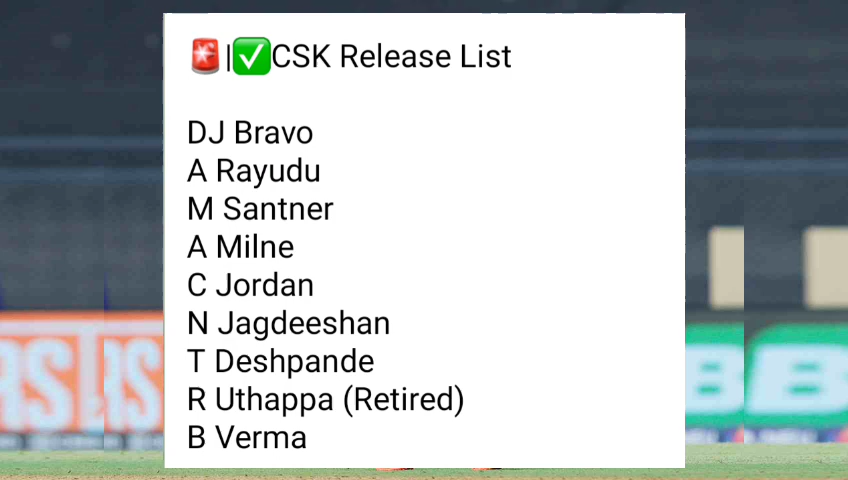 🚨|✅CSK Release List
DJ Bravo
A Rayudu
M Santner
A Milne
C Jordan
N Jagdeeshan
T Deshpande
R Uthappa (Retired)
B Verma